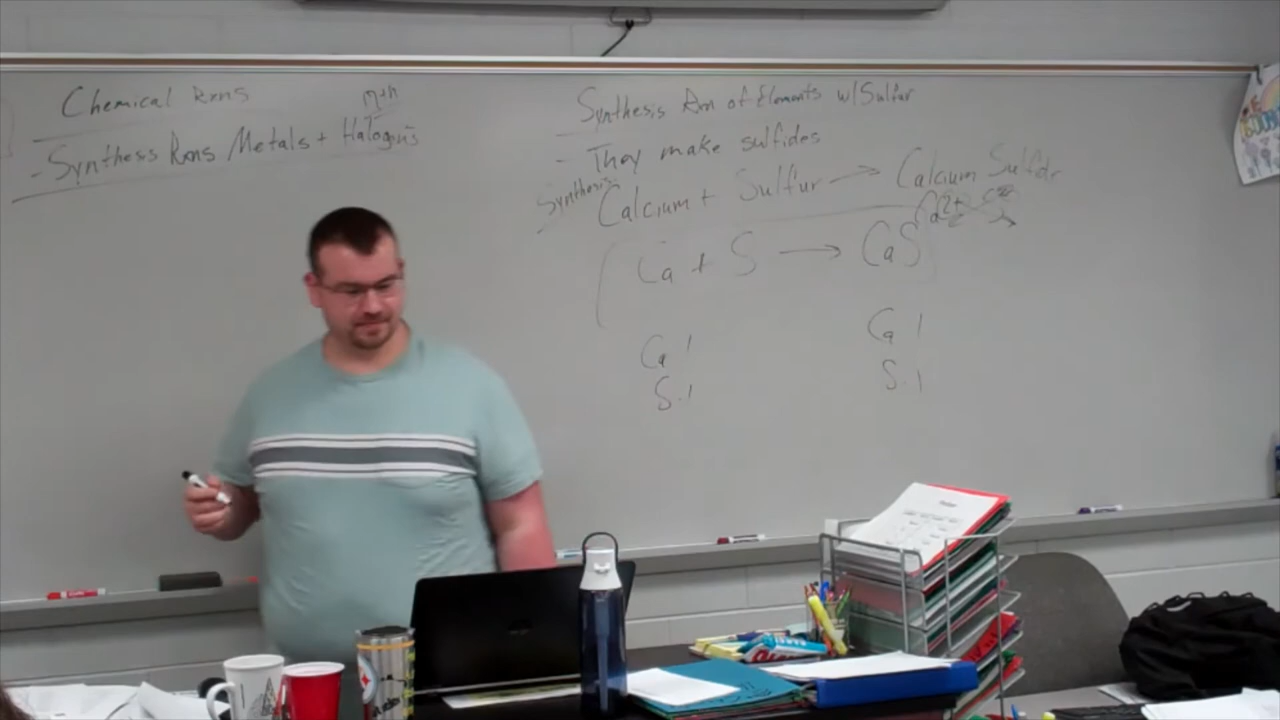 Chemical Rxns
m+n
- Synthesis Rxns Metals + Halogens
Synthesis Rxn of Elements w/ Sulfur
- They make sulfides
Synthesis
Calcium + Sulfur → Calcium Sulfide
Ca + S → CaS
Ca2+
Ca 1
S. 1
Ca 1
S. 1